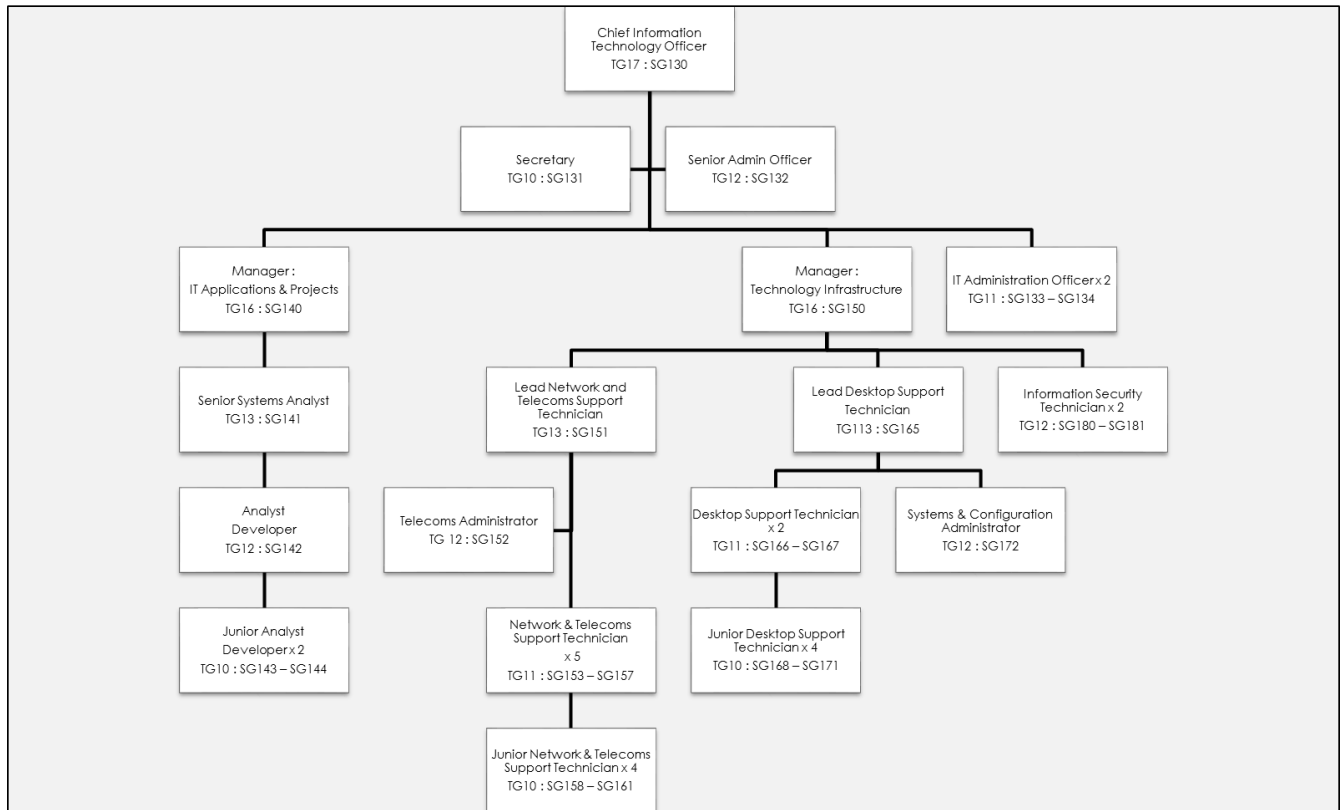 Chief Information
Technology Officer
TG17 : SG130
Secretary
TG10 : SG131
Senior Admin Officer
TG12 : SG132
Manager :
IT Applications & Projects
TG16 : SG140
Manager :
Technology Infrastructure
TG16 : SG150
IT Administration Officer x 2
TG11 : SG133 – SG134
Senior Systems Analyst
TG13 : SG141
Lead Network and
Telecoms Support
Technician
TG13 : SG151
Lead Desktop Support
Technician
TG113 : SG165
Information Security
Technician x 2
TG12 : SG180 – SG181
Analyst
Developer
TG12 : SG142
Telecoms Administrator
TG 12 : SG152
Desktop Support Technician
x 2
TG11 : SG166 – SG167
Systems & Configuration
Administrator
TG12 : SG172
Junior Analyst
Developer x 2
TG10 : SG143 – SG144
Network & Telecoms
Support Technician
x 5
TG11 : SG153 – SG157
Junior Desktop Support
Technician x 4
TG10 : SG168 – SG171
Junior Network & Telecoms
Support Technician x 4
TG10 : SG158 – SG161